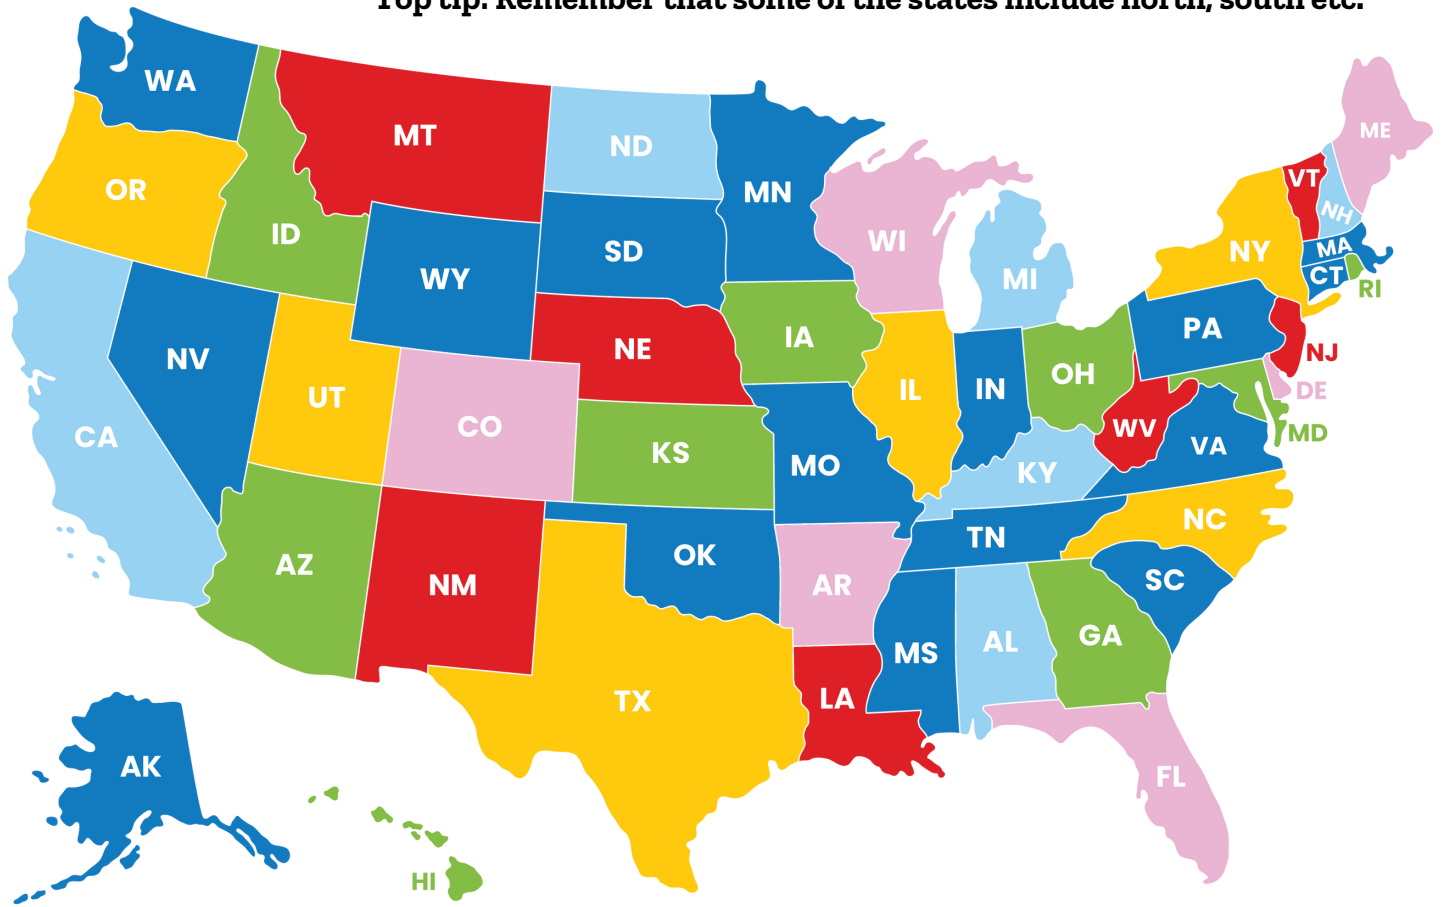 Top tip: Remember that some of the states include north, south etc.
WA
MT
ND
MN
ME
VT
NH
OR
ID
WY
SD
WI
MI
NY
MA
CT
RI
NV
UT
CO
NE
IA
IL
IN
OH
PA
NJ
DE
MD
CA
KS
MO
KY
WV
VA
AZ
NM
OK
AR
TN
NC
SC
TX
LA
MS
AL
GA
FL
AK
HI